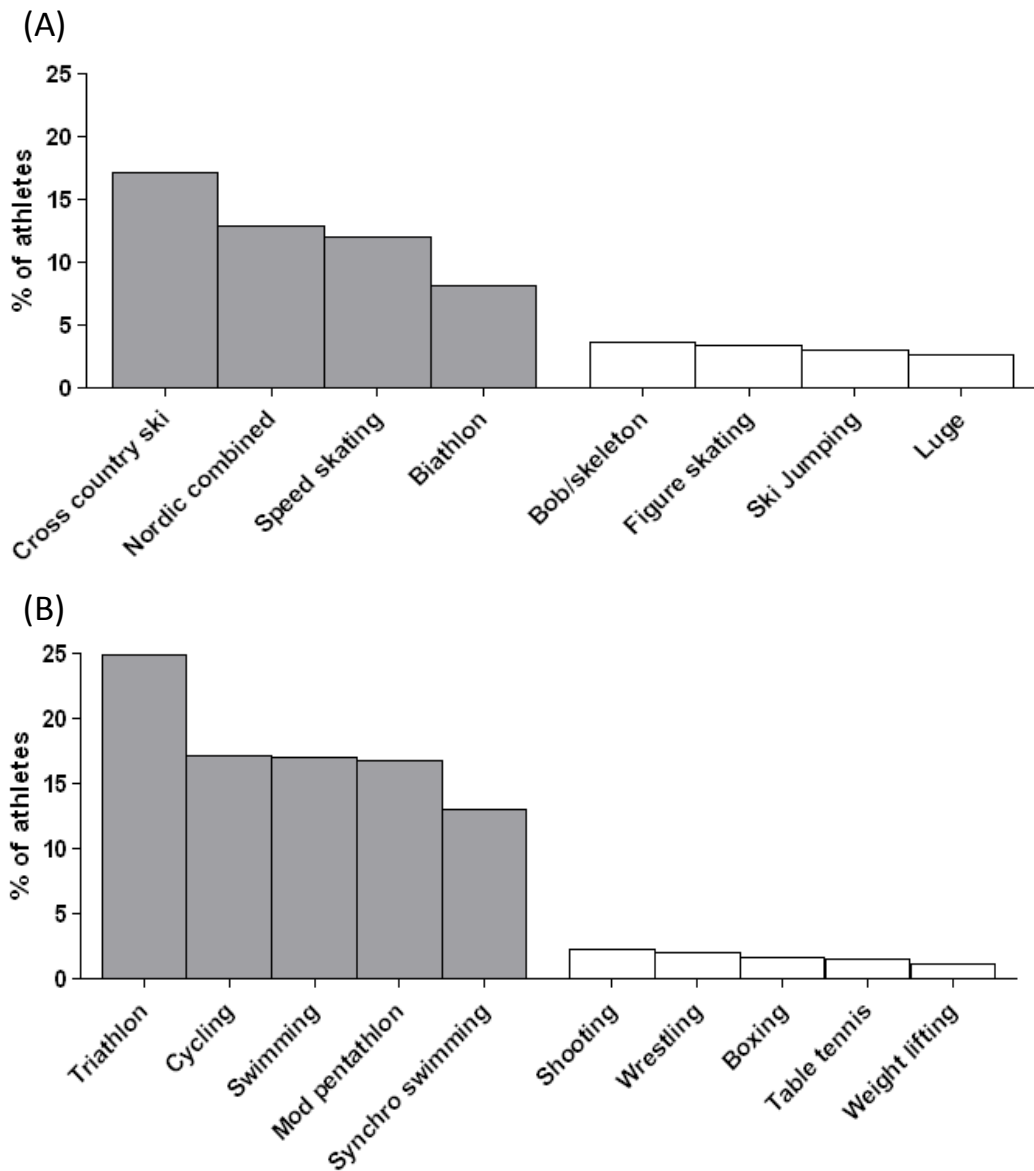 (A)
25
20
15
10
5
0
% of athletes
Cross country ski
Nordic combined
Speed skating
Biathlon
Bob/skeleton
Figure skating
Ski Jumping
Luge
(B)
25
20
15
10
5
0
% of athletes
Triathlon
Cycling
Swimming
Mod pentathlon
Synchro swimming
Shooting
Wrestling
Boxing
Table tennis
Weight lifting